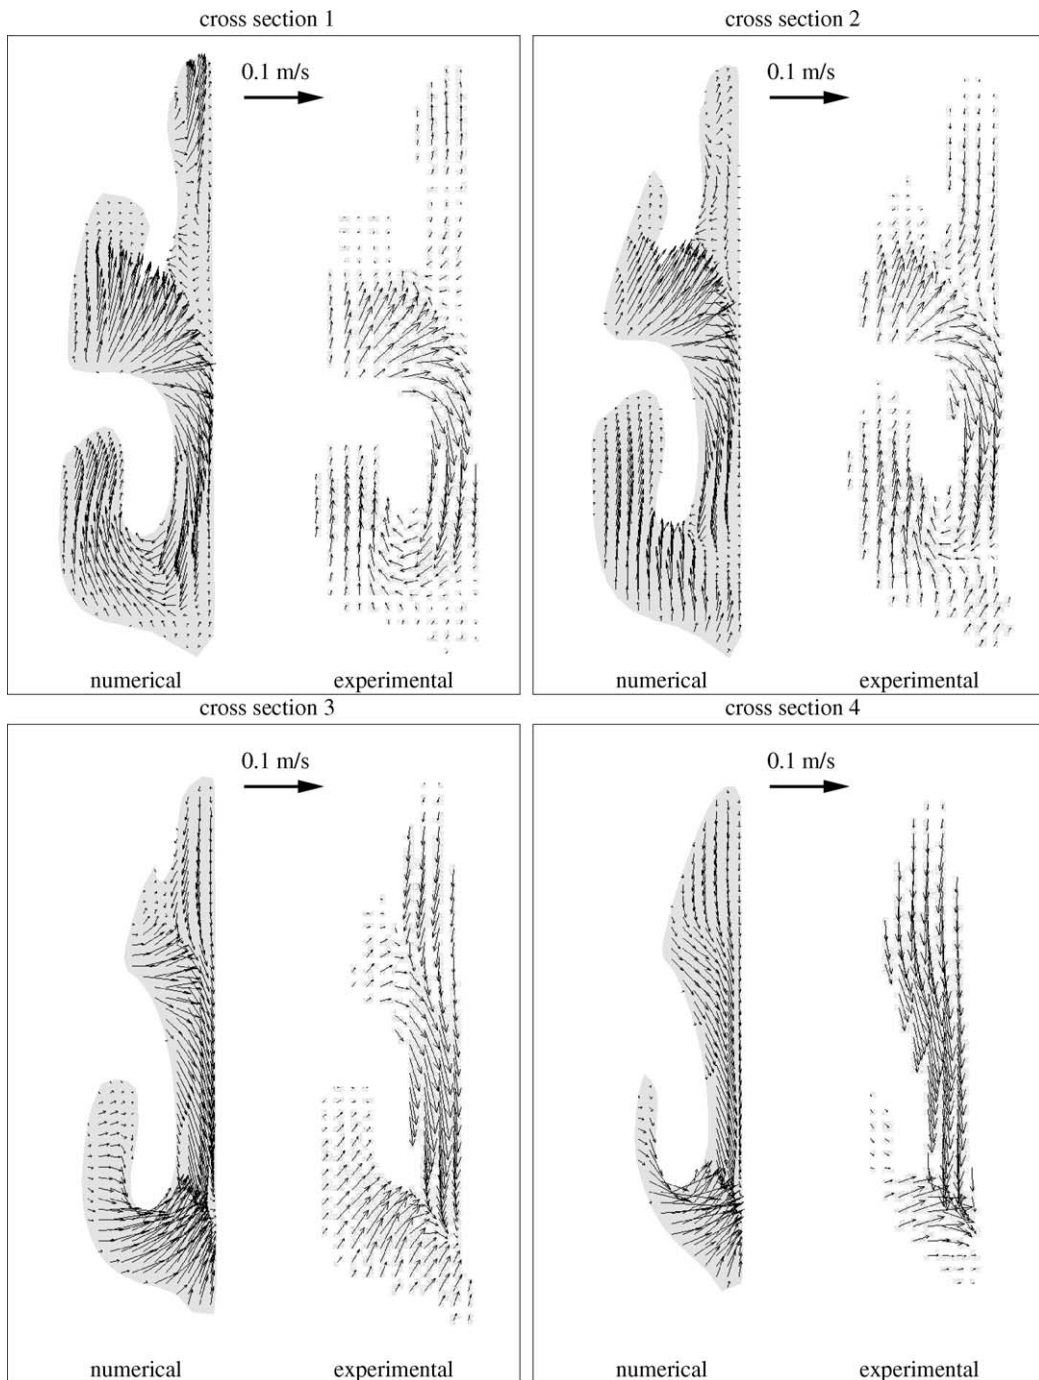 cross section 1
cross section 2
0.1 m/s
0.1 m/s
numerical
experimental
numerical
experimental
cross section 3
cross section 4
0.1 m/s
0.1 m/s
numerical
experimental
numerical
experimental